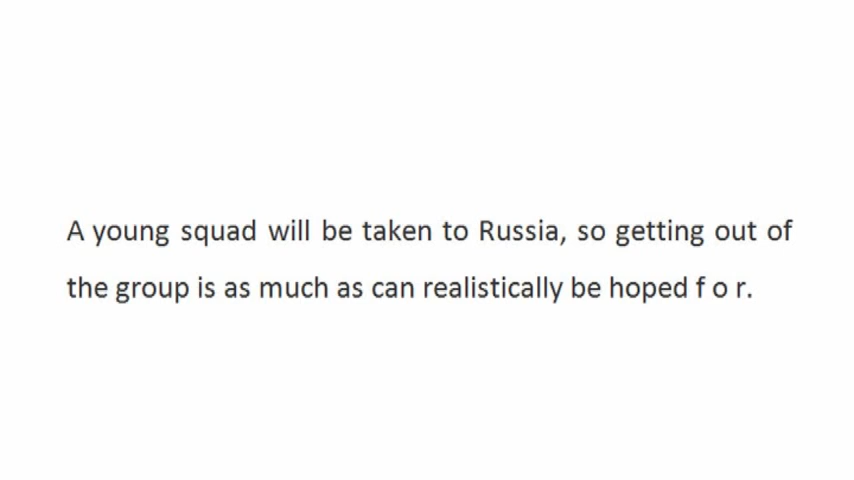 A young squad will be taken to Russia, so getting out of
the group is as much as can realistically be hoped f o r.